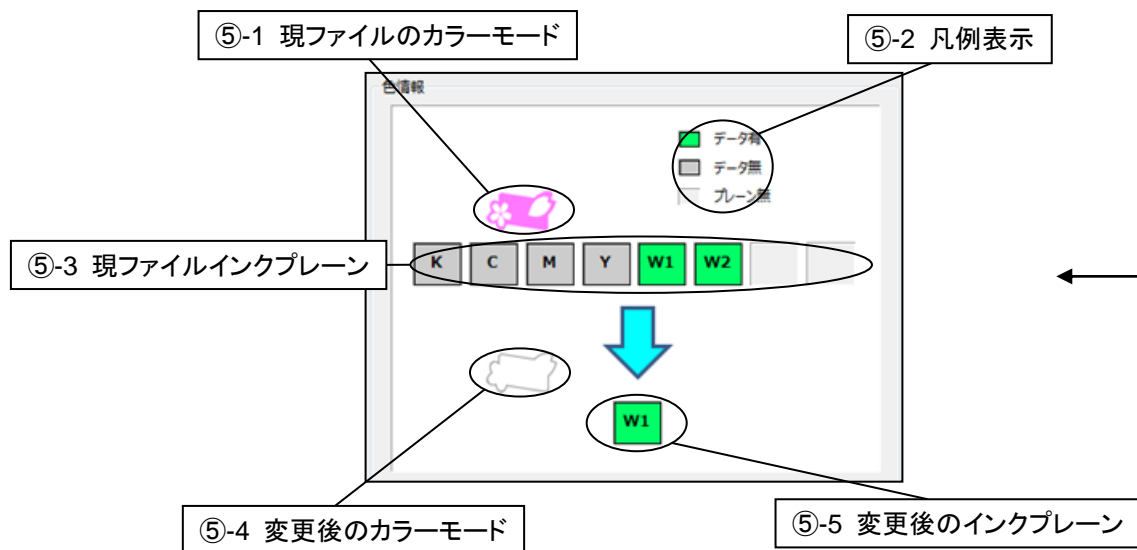 ⑤-1 現ファイルのカラーモード
⑤-2 凡例表示
色情報
データ有
データ無
プレーン無
⑤-3 現ファイルインクプレーン
K C M Y W1 W2
W1
⑤-4 変更後のカラーモード
⑤-5 変更後のインクプレーン